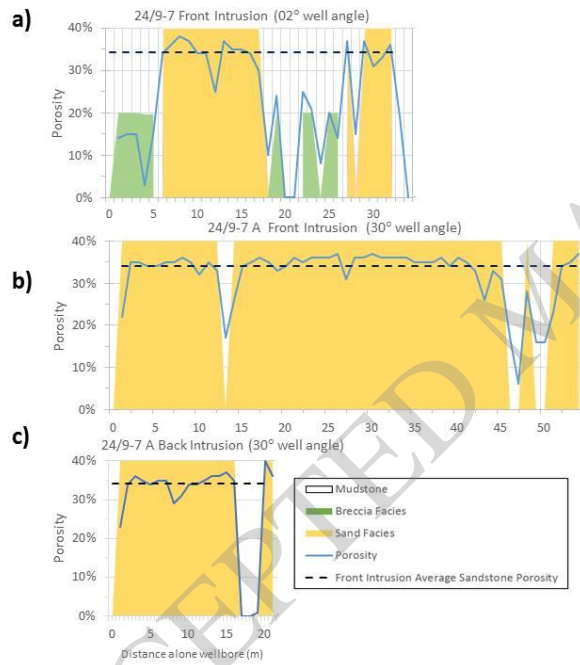 a)
24/9-7 Front Intrusion (02° well angle)
40%
30%
20%
10%
0%
Porosity
0 5 10 15 20 25 30
24/9-7 A Front Intrusion (30° well angle)
b)
40%
30%
20%
10%
0%
Porosity
0 5 10 15 20 25 30 35 40 45 50
c)
24/9-7 A Back Intrusion (30° well angle)
40%
30%
20%
10%
0%
Porosity
0 5 10 15 20
Distance alone wellbore (m)
Mudstone
Breccia Facies
Sand Facies
Porosity
Front Intrusion Average Sandstone Porosity